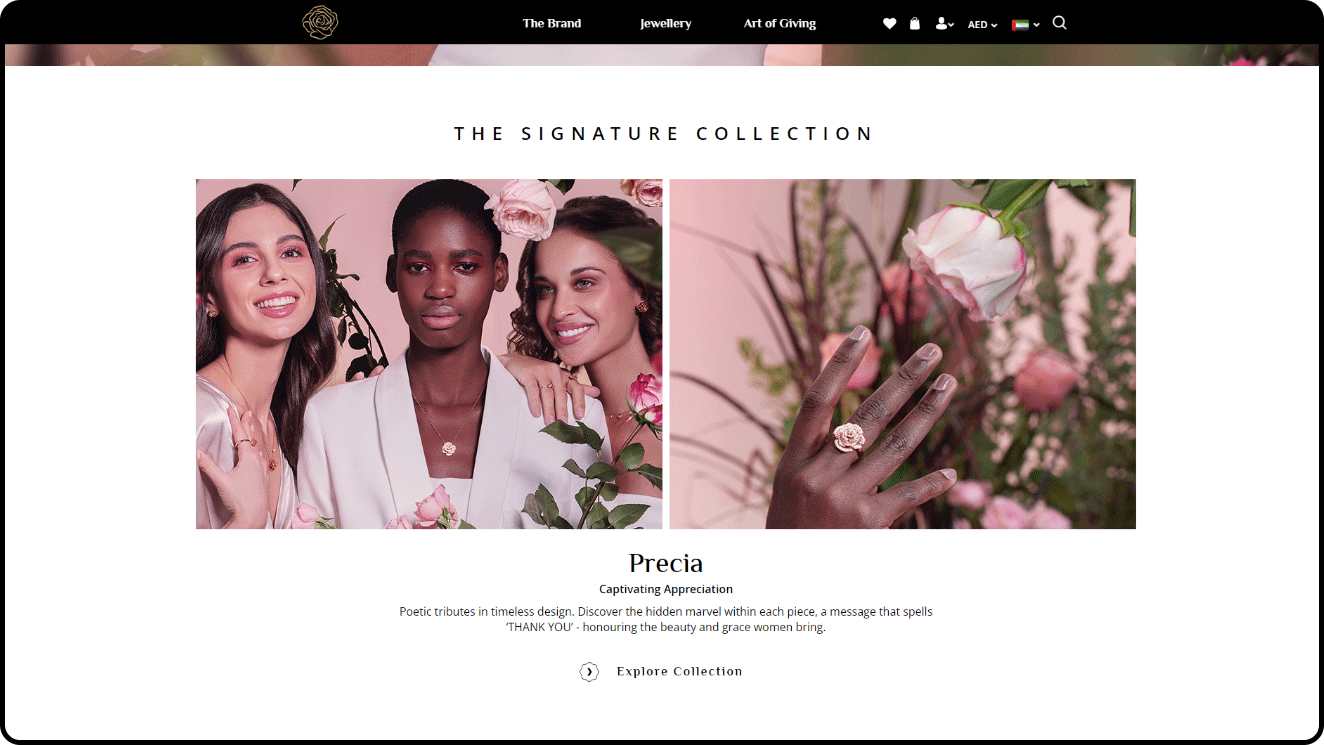 The Brand
Jewellery
Art of Giving
AED
THE SIGNATURE COLLECTION
Precia
Captivating Appreciation
Poetic tributes in timeless design. Discover the hidden marvel within each piece, a message that spells
‘THANK YOU’ - honouring the beauty and grace women bring.
Explore Collection